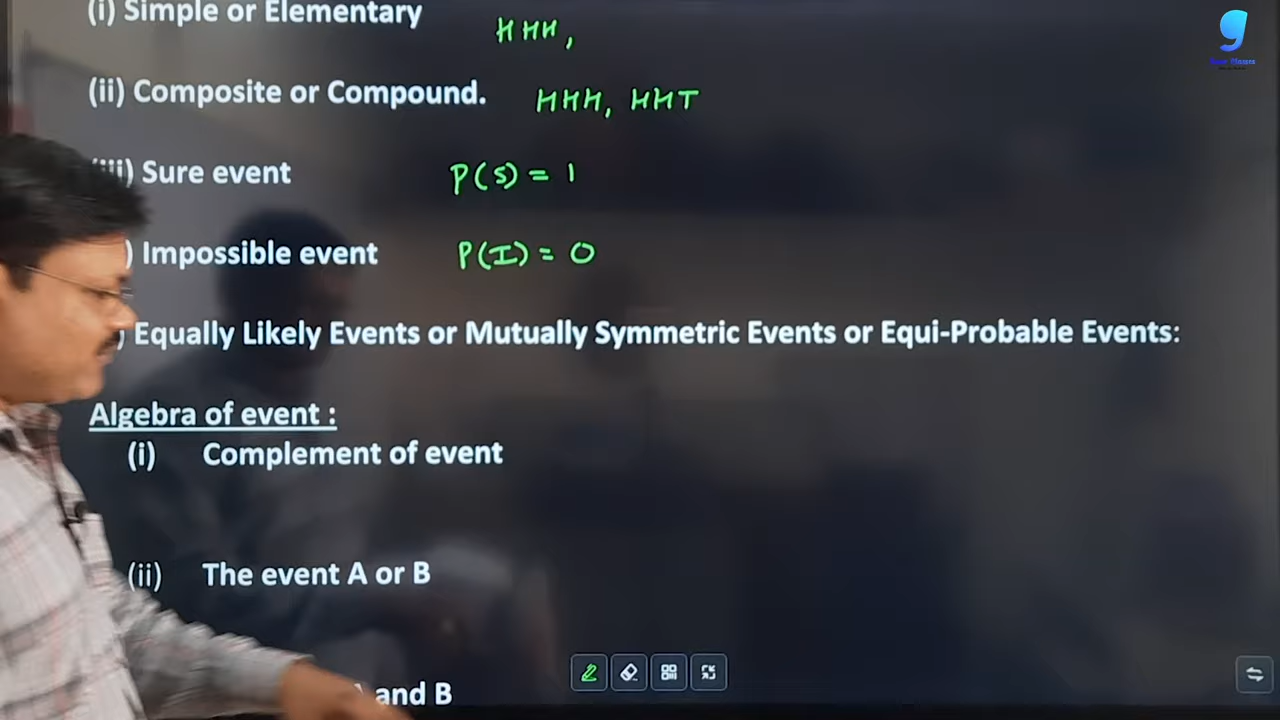 (i) Simple or Elementary HHH,
(ii) Composite or Compound. HHH, HHT
(iii) Sure event P(S) = 1
) Impossible event P(I) = 0
) Equally Likely Events or Mutually Symmetric Events or Equi-Probable Events:
Algebra of event :
(i) Complement of event
(ii) The event A or B
and B